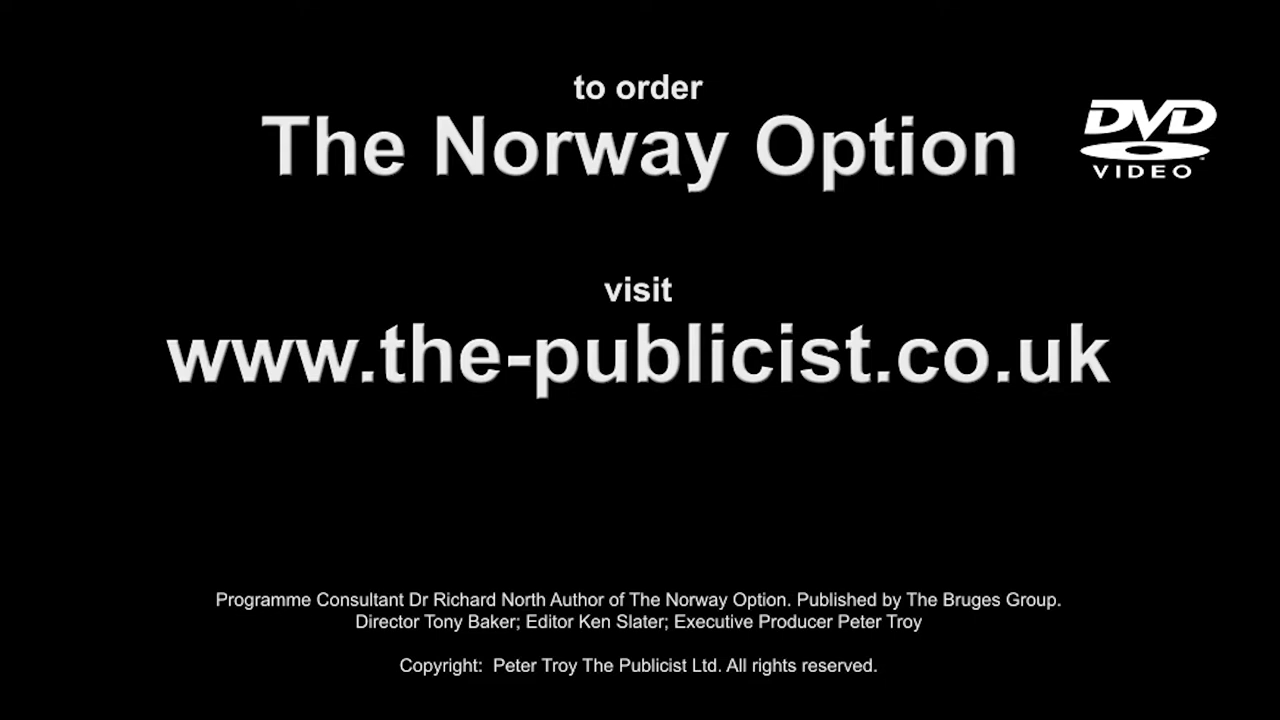 to order
The Norway Option
DVD
VIDEO
visit
www.the-publicist.co.uk
Programme Consultant Dr Richard North Author of The Norway Option. Published by The Bruges Group.
Director Tony Baker; Editor Ken Slater; Executive Producer Peter Troy
Copyright:  Peter Troy The Publicist Ltd. All rights reserved.